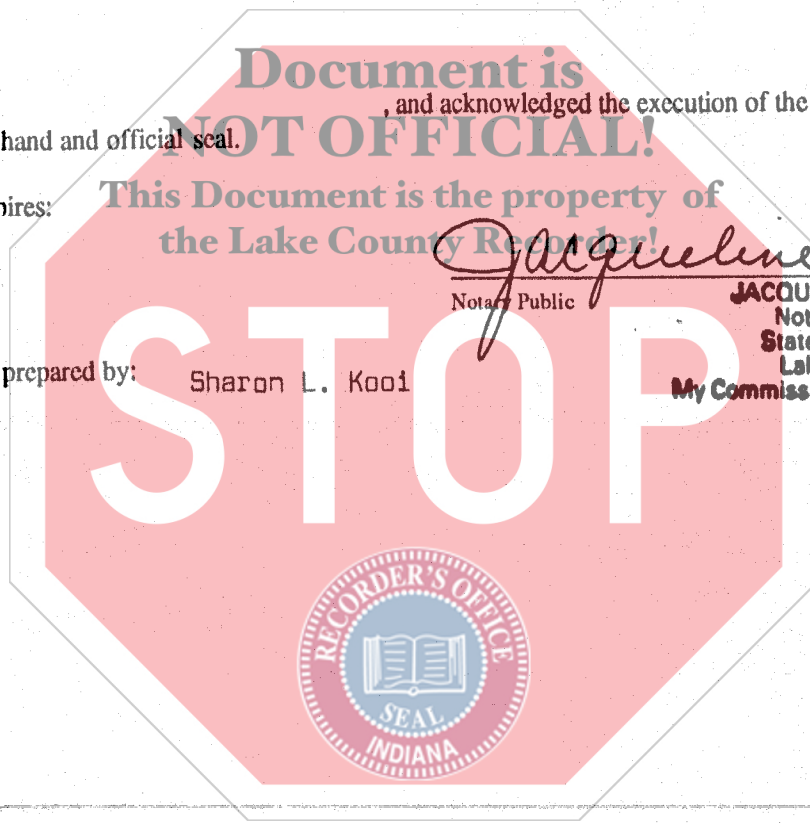 Document is
, and acknowledged the execution of the
hand and official seal.
NOT OFFICIAL!
This Document is the property of
the Lake County Recorder!
Jacqueline
Notary Public
JACQU
Not
State
My Commiss
prepared by: Sharon L. Kooi
STOP
RECORDER'S OFFICE
SEAL
INDIANA